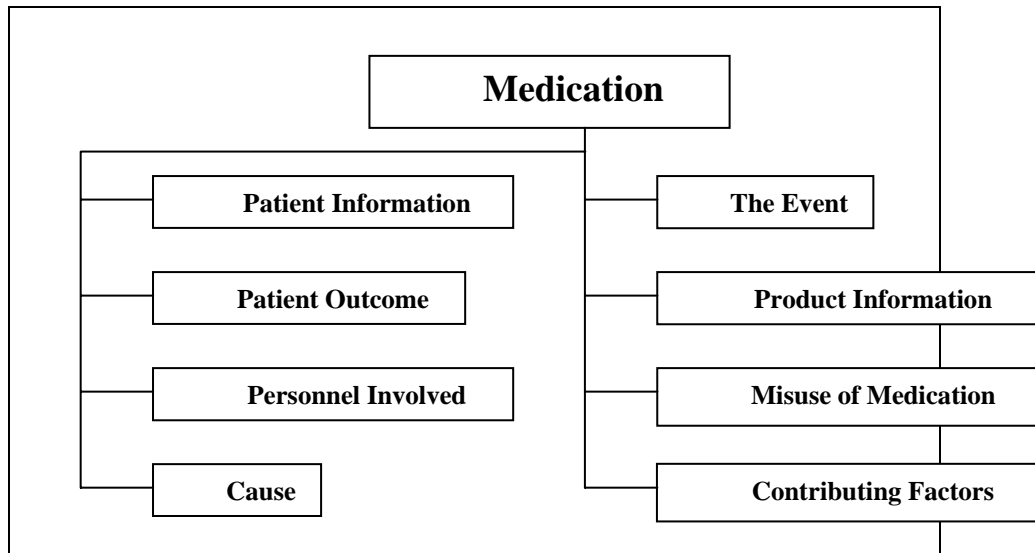 Medication
Patient Information
The Event
Patient Outcome
Product Information
Personnel Involved
Misuse of Medication
Cause
Contributing Factors